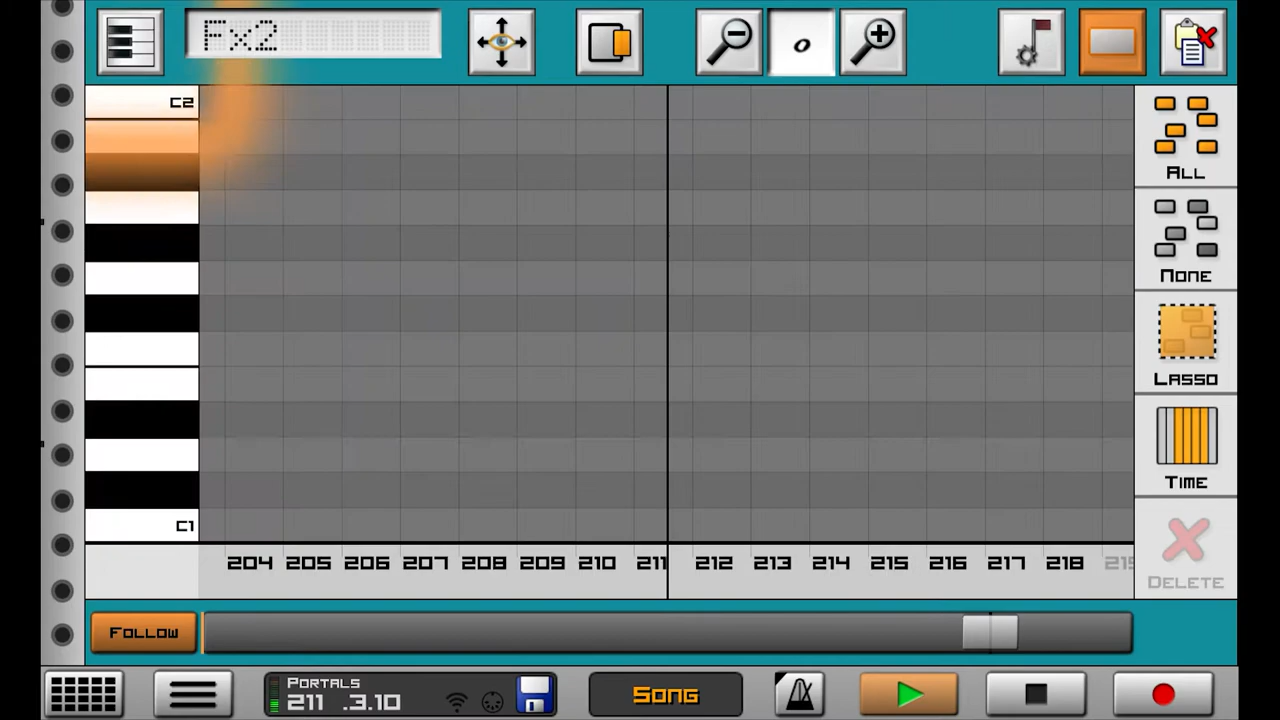 Fx2
C2
All
None
Lasso
Time
C1
Delete
204 205 206 207 208 209 210 211 212 213 214 215 216 217 218 219
Follow
Portals
211 .3.10
Song